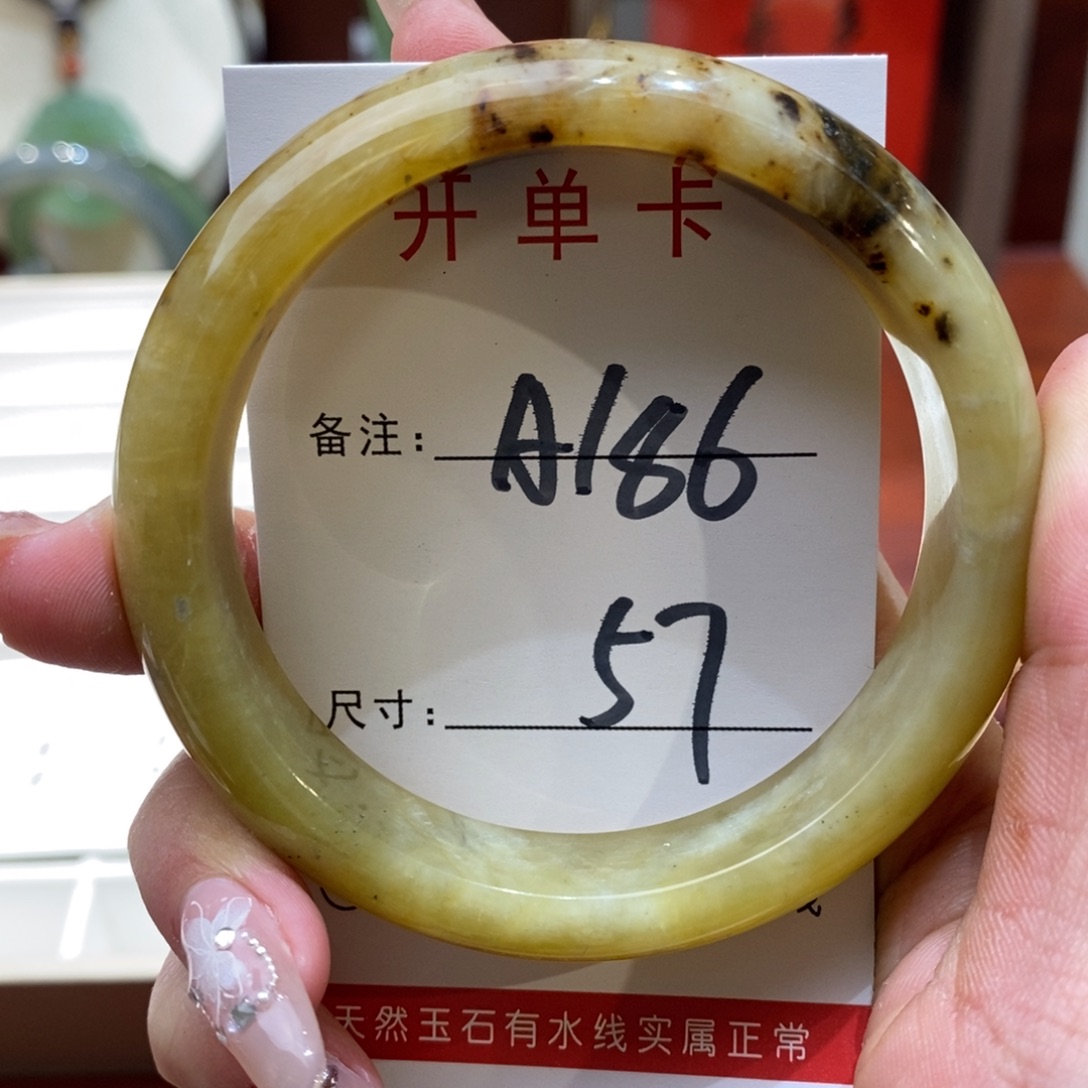 开单卡
备注: A186
尺寸: 57
天然玉石有水线实属正常